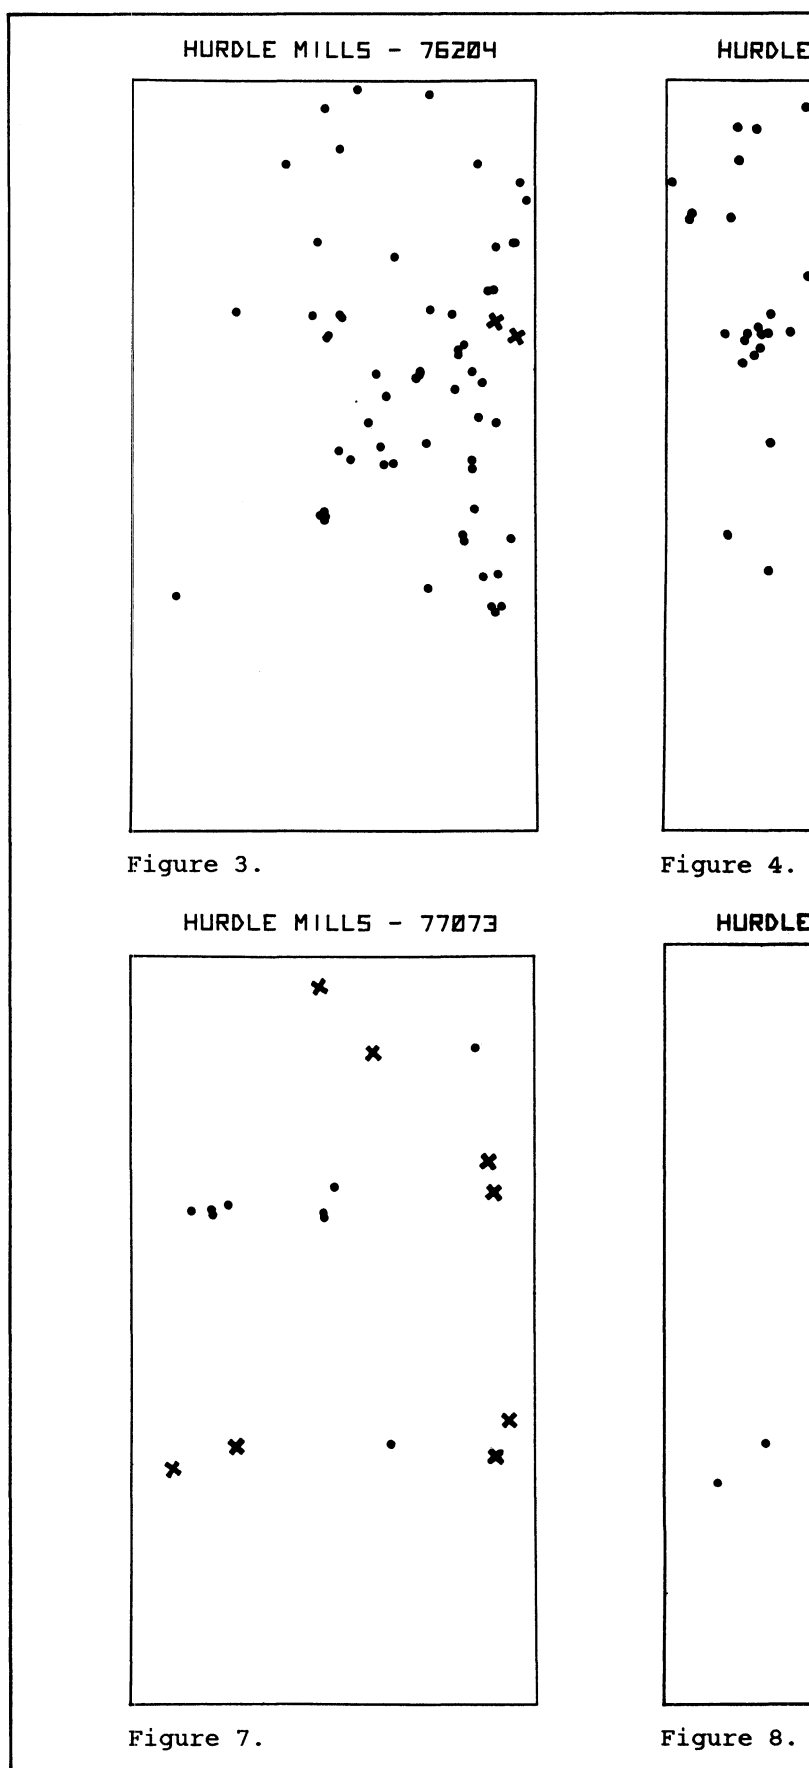 HURDLE MILLS - 76204
HURDLE
Figure 3.
Figure 4.
HURDLE MILLS - 77073
HURDLE
Figure 7.
Figure 8.